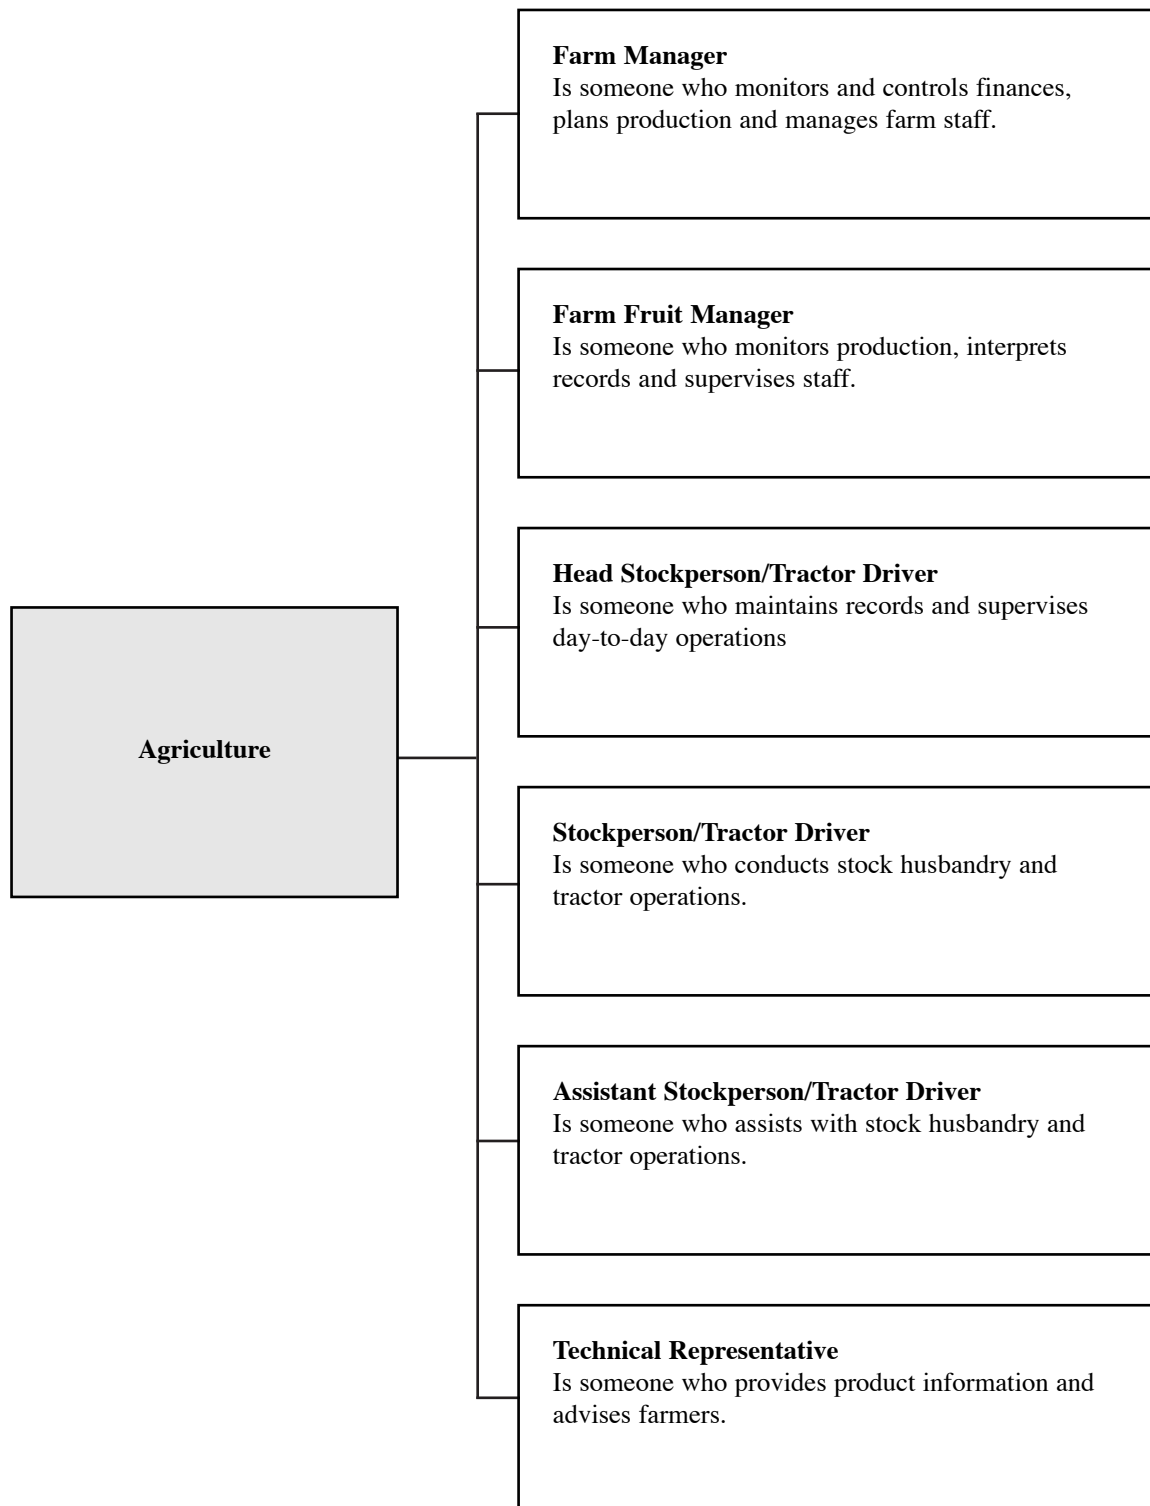 Farm Manager
Is someone who monitors and controls finances,
plans production and manages farm staff.
Farm Fruit Manager
Is someone who monitors production, interprets
records and supervises staff.
Head Stockperson/Tractor Driver
Is someone who maintains records and supervises
day-to-day operations
Agriculture
Stockperson/Tractor Driver
Is someone who conducts stock husbandry and
tractor operations.
Assistant Stockperson/Tractor Driver
Is someone who assists with stock husbandry and
tractor operations.
Technical Representative
Is someone who provides product information and
advises farmers.